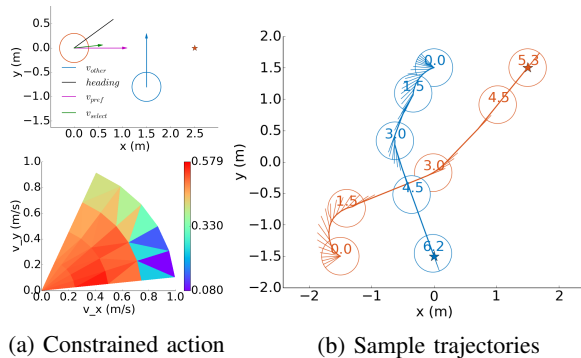 0.5
0.0
−0.5
−1.0
−1.5
y (m)
v_other
heading
v_pref
v_select
0.0 0.5 1.0 1.5 2.0 2.5
x (m)
1.0
0.8
0.6
0.4
0.2
0.0
v_y (m/s)
0.0 0.2 0.4 0.6 0.8 1.0
v_x (m/s)
0.579
0.330
0.080
(a) Constrained action
2.0
1.5
1.0
0.5
0.0
−0.5
−1.0
−1.5
−2.0
y (m)
0.0
1.5
3.0
4.5
6.2
5.3
4.5
3.0
1.5
0.0
−2 −1 0 1 2
x (m)
(b) Sample trajectories